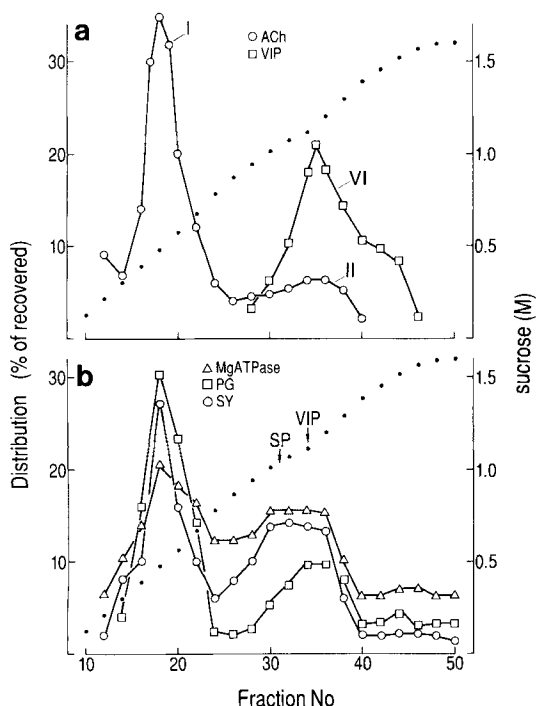 a
I
ACh
VIP
30
20
10
VI
II
1.5
1.0
0.5
b
MgATPase
PG
SY
SP
VIP
30
20
10
1.5
1.0
0.5
10 20 30 40 50
Fraction No
Distribution (% of recovered)
sucrose (M)